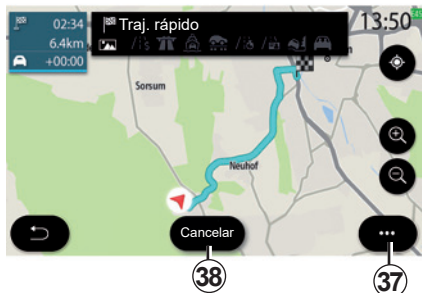 02:34
6.4km
+00:00
Traj. rápido
13:50
Sorsum
Neuhof
Cancelar
38
37